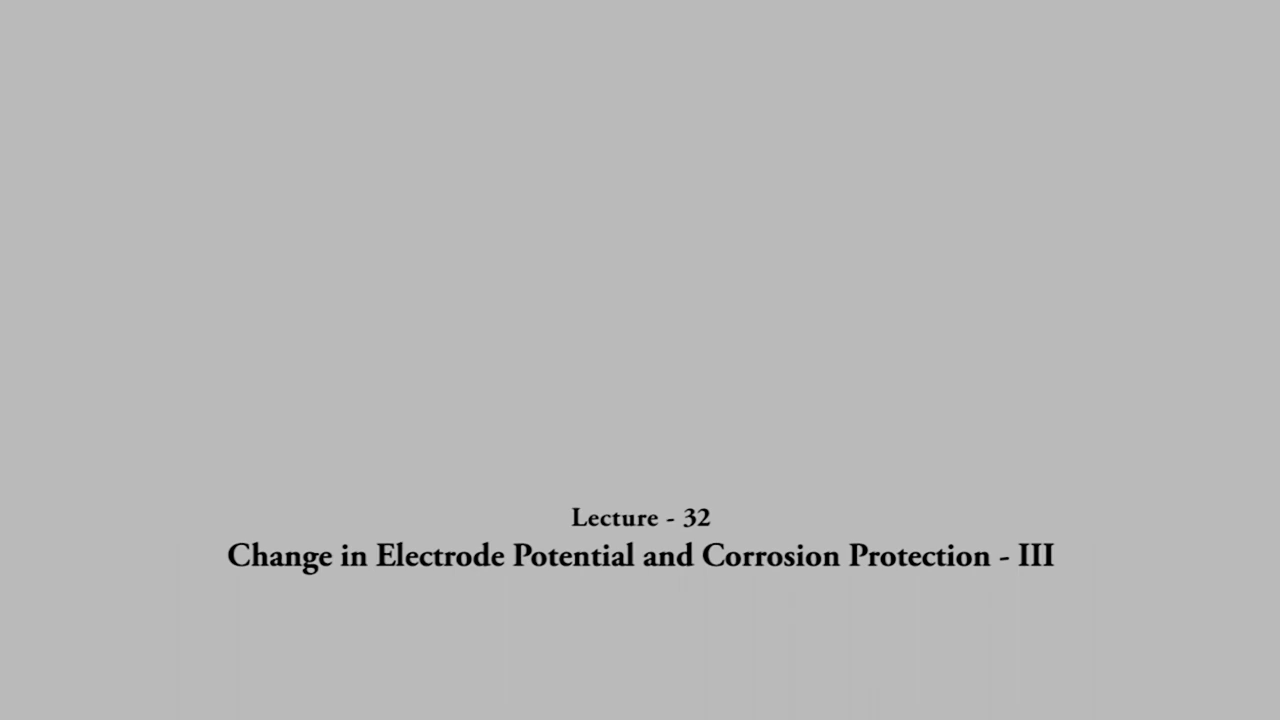 Lecture - 32
Change in Electrode Potential and Corrosion Protection - III